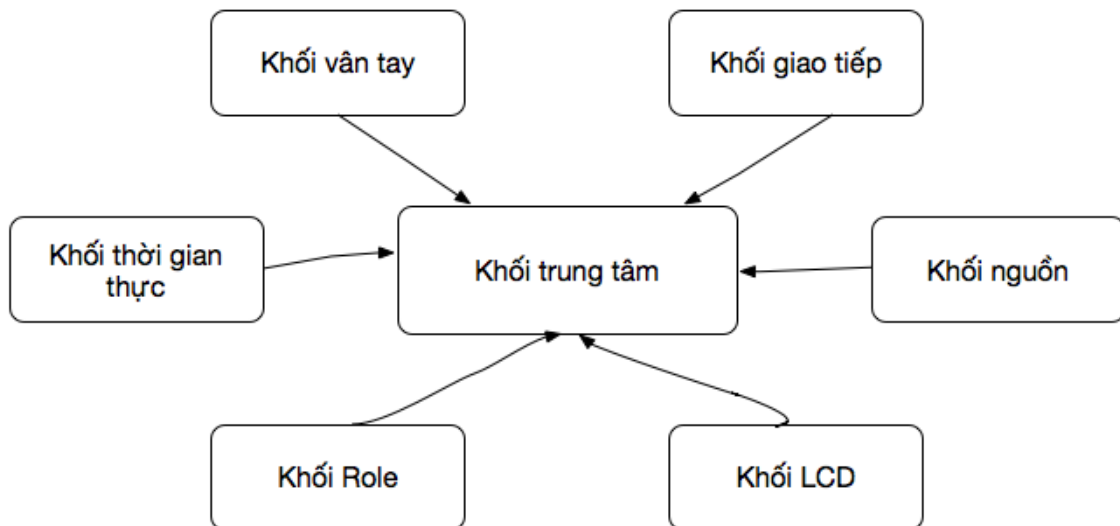 Khối vân tay
Khối giao tiếp
Khối thời gian
thực
Khối trung tâm
Khối nguồn
Khối Role
Khối LCD